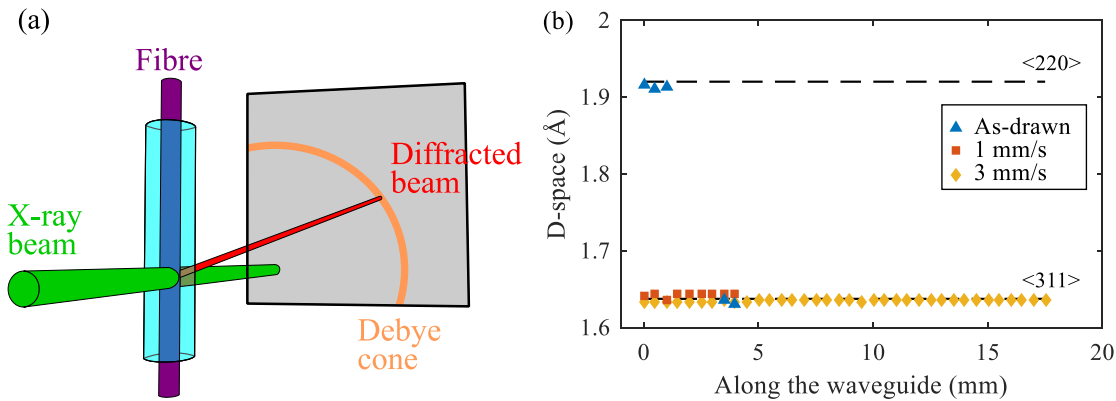 (a)
Fibre
X-ray
beam
Diffracted
beam
Debye
cone
(b)
D-space (Å)
2
1.9
1.8
1.7
1.6
<220>
As-drawn
1 mm/s
3 mm/s
<311>
0
5
10
15
20
Along the waveguide (mm)